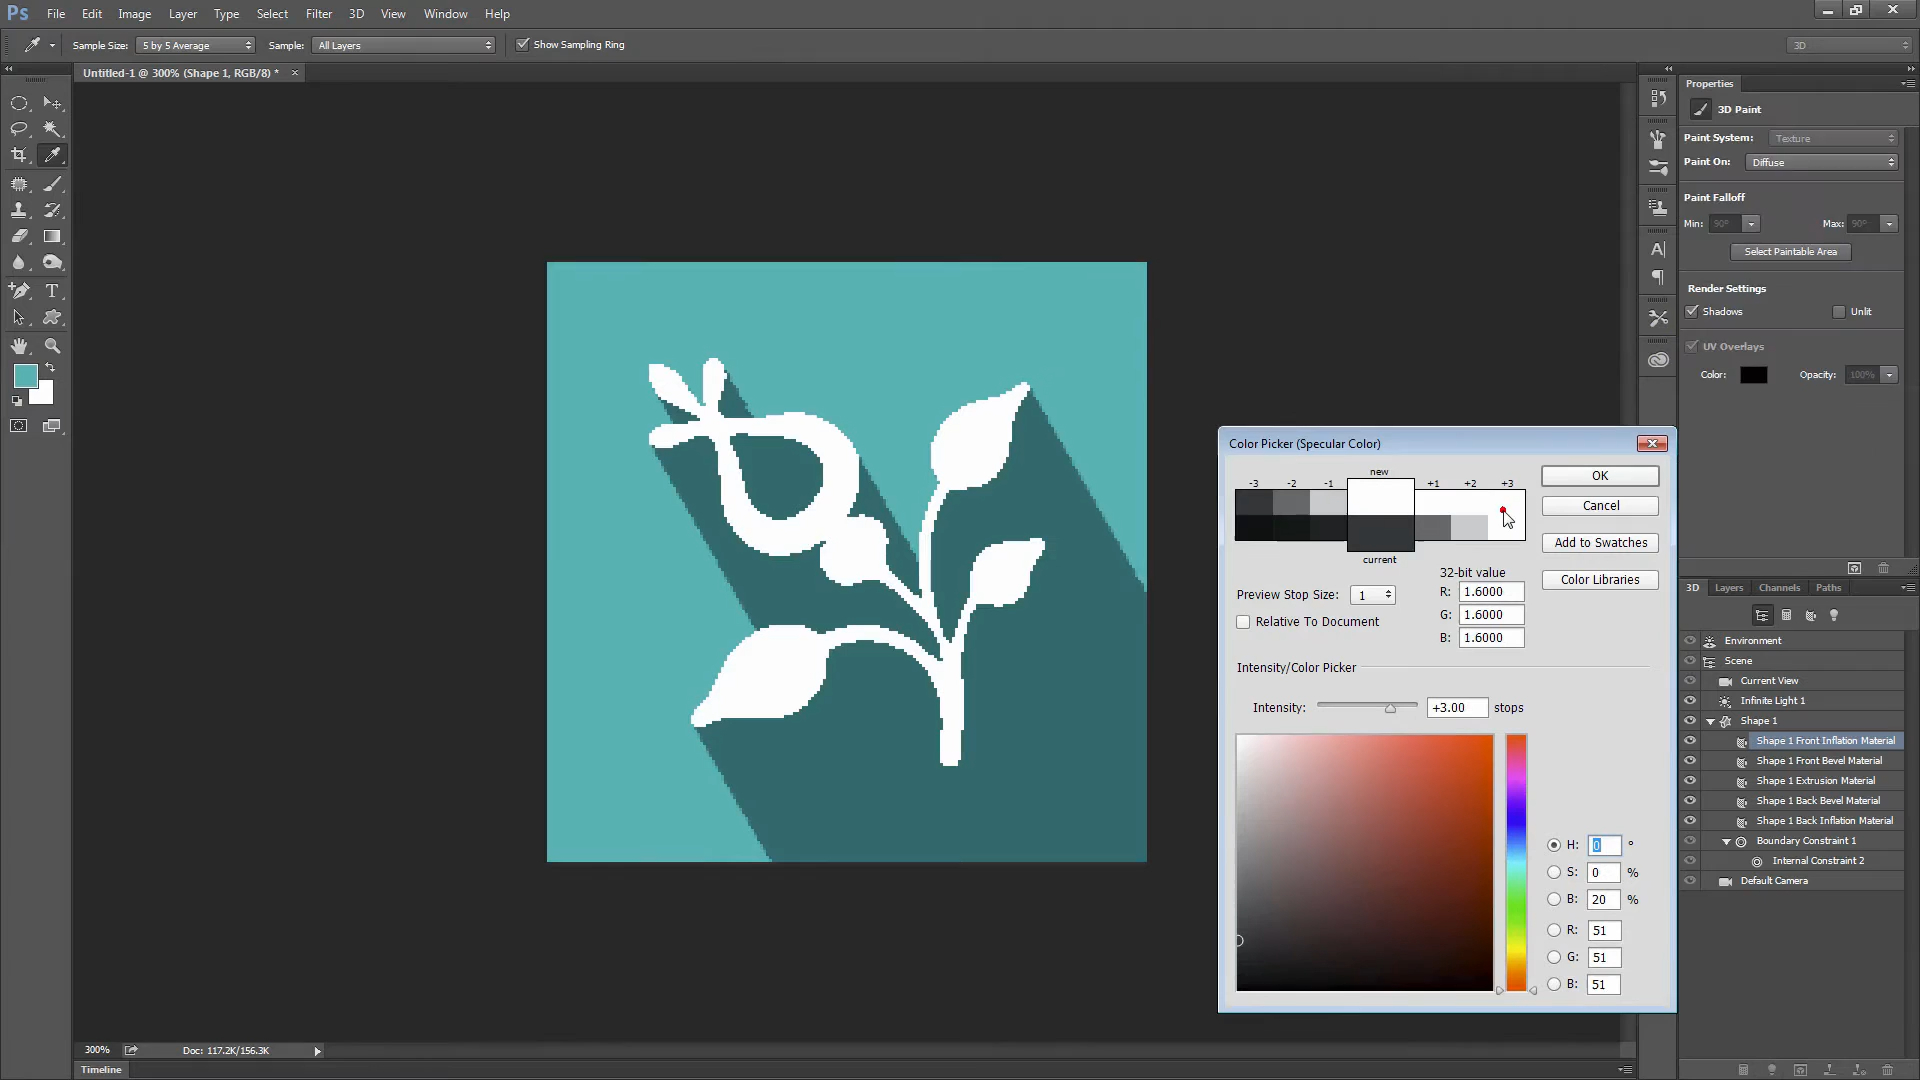 Ps File Edit Image Layer Type Select Filter 3D View Window Help
Sample Size: 5 by 5 Average Sample: All Layers Show Sampling Ring 3D
Untitled-1 @ 300% (Shape 1, RGB/8) *
Properties
3D Paint
Paint System: Texture
Paint On: Diffuse
Paint Falloff
Min: 90° Max: 90°
Select Paintable Area
Render Settings
Shadows Unlit
UV Overlays
Color: Opacity: 100%
Color Picker (Specular Color)
new
-3 -2 -1 +1 +2 +3
current
OK
Cancel
Add to Swatches
Color Libraries
32-bit value
Preview Stop Size: 1 R: 1.6000
G: 1.6000
Relative To Document
B: 1.6000
Intensity/Color Picker
Intensity: +3.00 stops
H: 0 °
S: 0 %
B: 20 %
R: 51
G: 51
B: 51
3D Layers Channels Paths
Environment
Scene
Current View
Infinite Light 1
Shape 1
Shape 1 Front Inflation Material
Shape 1 Front Bevel Material
Shape 1 Extrusion Material
Shape 1 Back Bevel Material
Shape 1 Back Inflation Material
Boundary Constraint 1
Internal Constraint 2
Default Camera
300% Doc: 117.2K/156.3K
Timeline